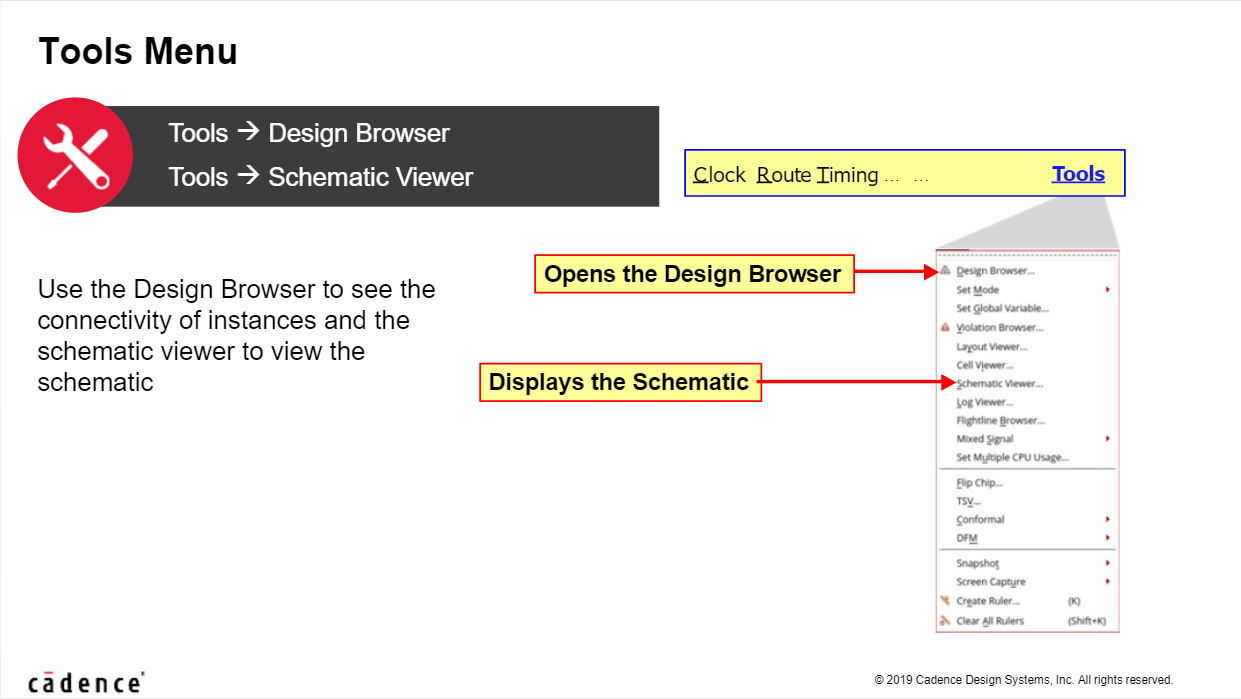 Tools Menu
Tools → Design Browser
Tools → Schematic Viewer
Clock Route Timing ... ... Tools
Use the Design Browser to see the
connectivity of instances and the
schematic viewer to view the
schematic
Opens the Design Browser
Displays the Schematic
Design Browser...
Set Mode
Set Global Variable...
Violation Browser...
Layout Viewer...
Cell Viewer...
Schematic Viewer...
Log Viewer...
Flightline Browser...
Mixed Signal
Set Multiple CPU Usage...
Flip Chip...
TSV...
Conformal
DFM
Snapshot
Screen Capture
Create Ruler... (K)
Clear All Rulers (Shift+K)
cādence
© 2019 Cadence Design Systems, Inc. All rights reserved.